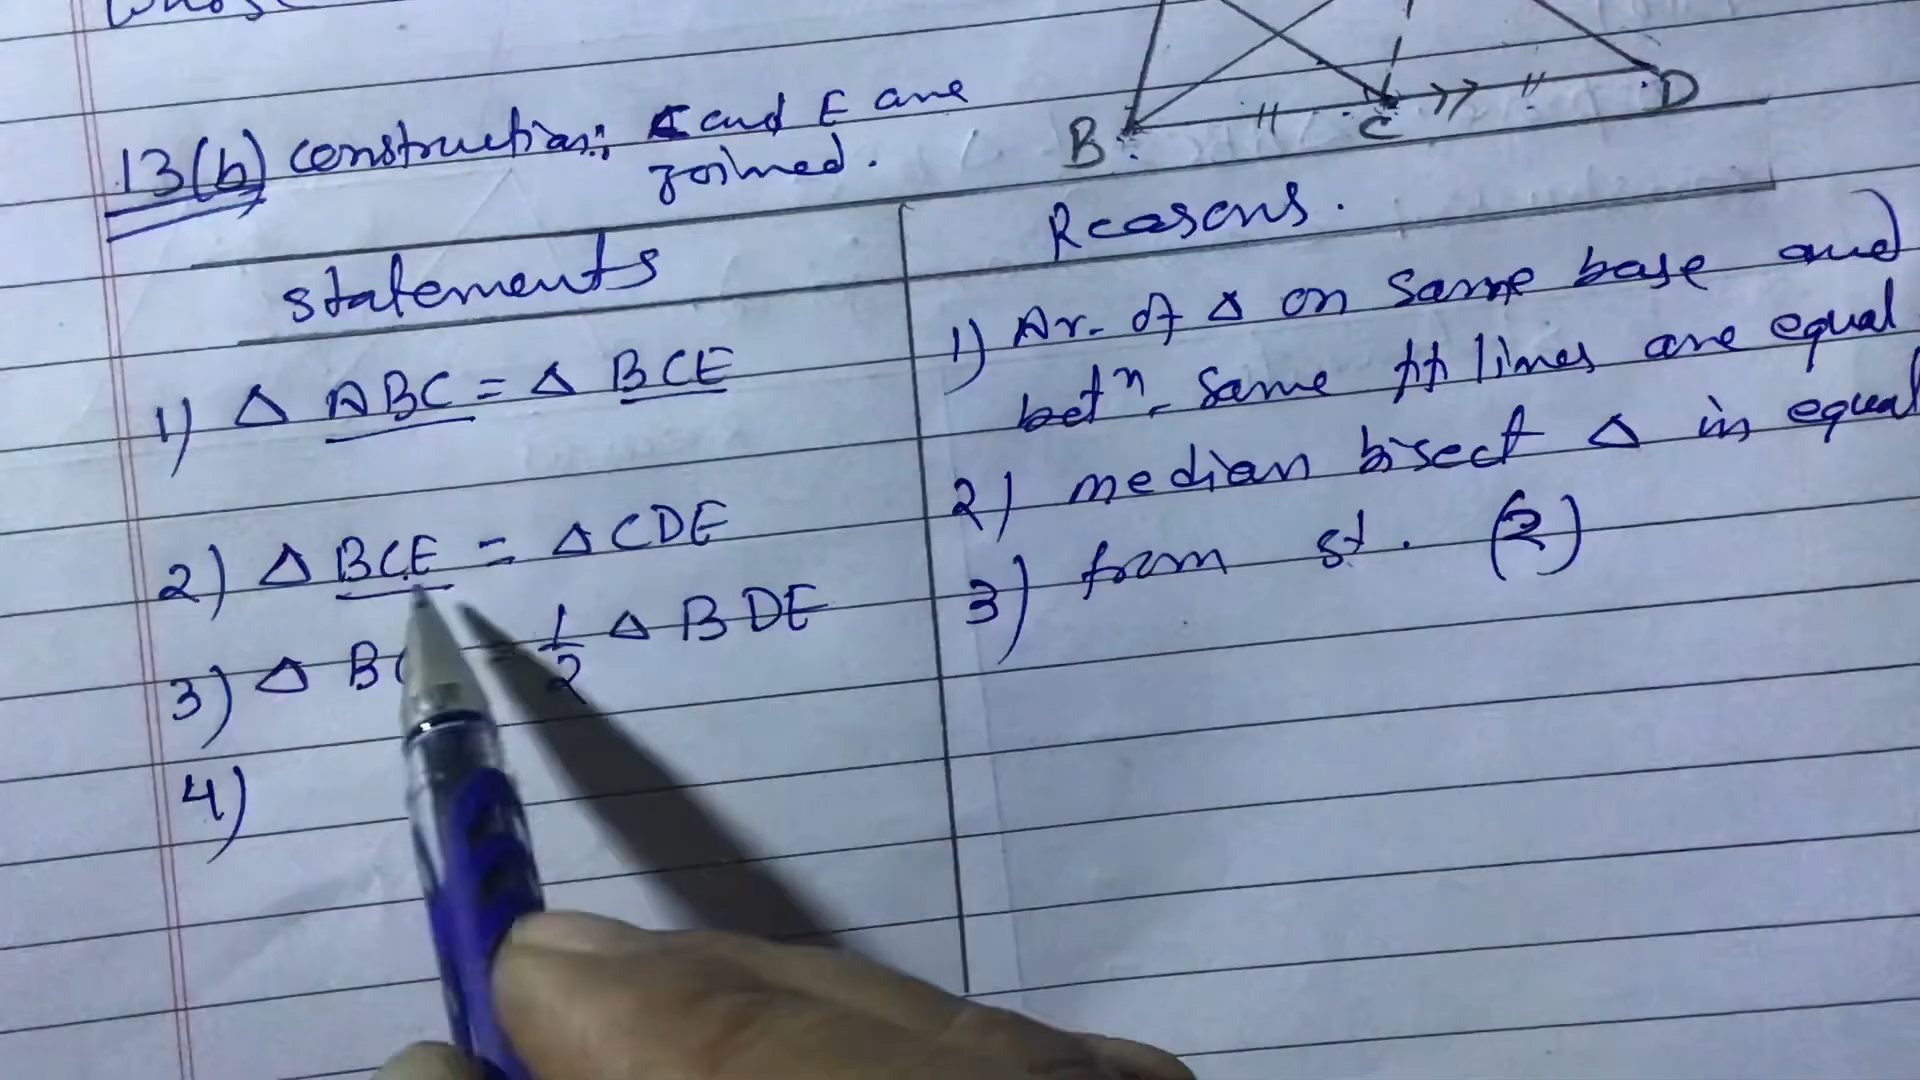 B
C
D
13(b) construction: C and E are
joined.
statements
Reasons.
1) △ ABC = △ BCE
1) Ar. of △ on same base and
betⁿ. same ∥ lines are equal
2) △ BCE = △ CDE
2) median bisect △ in equal
3) △ BC = 1/2 △ BDE
3) from st. (2)
4)